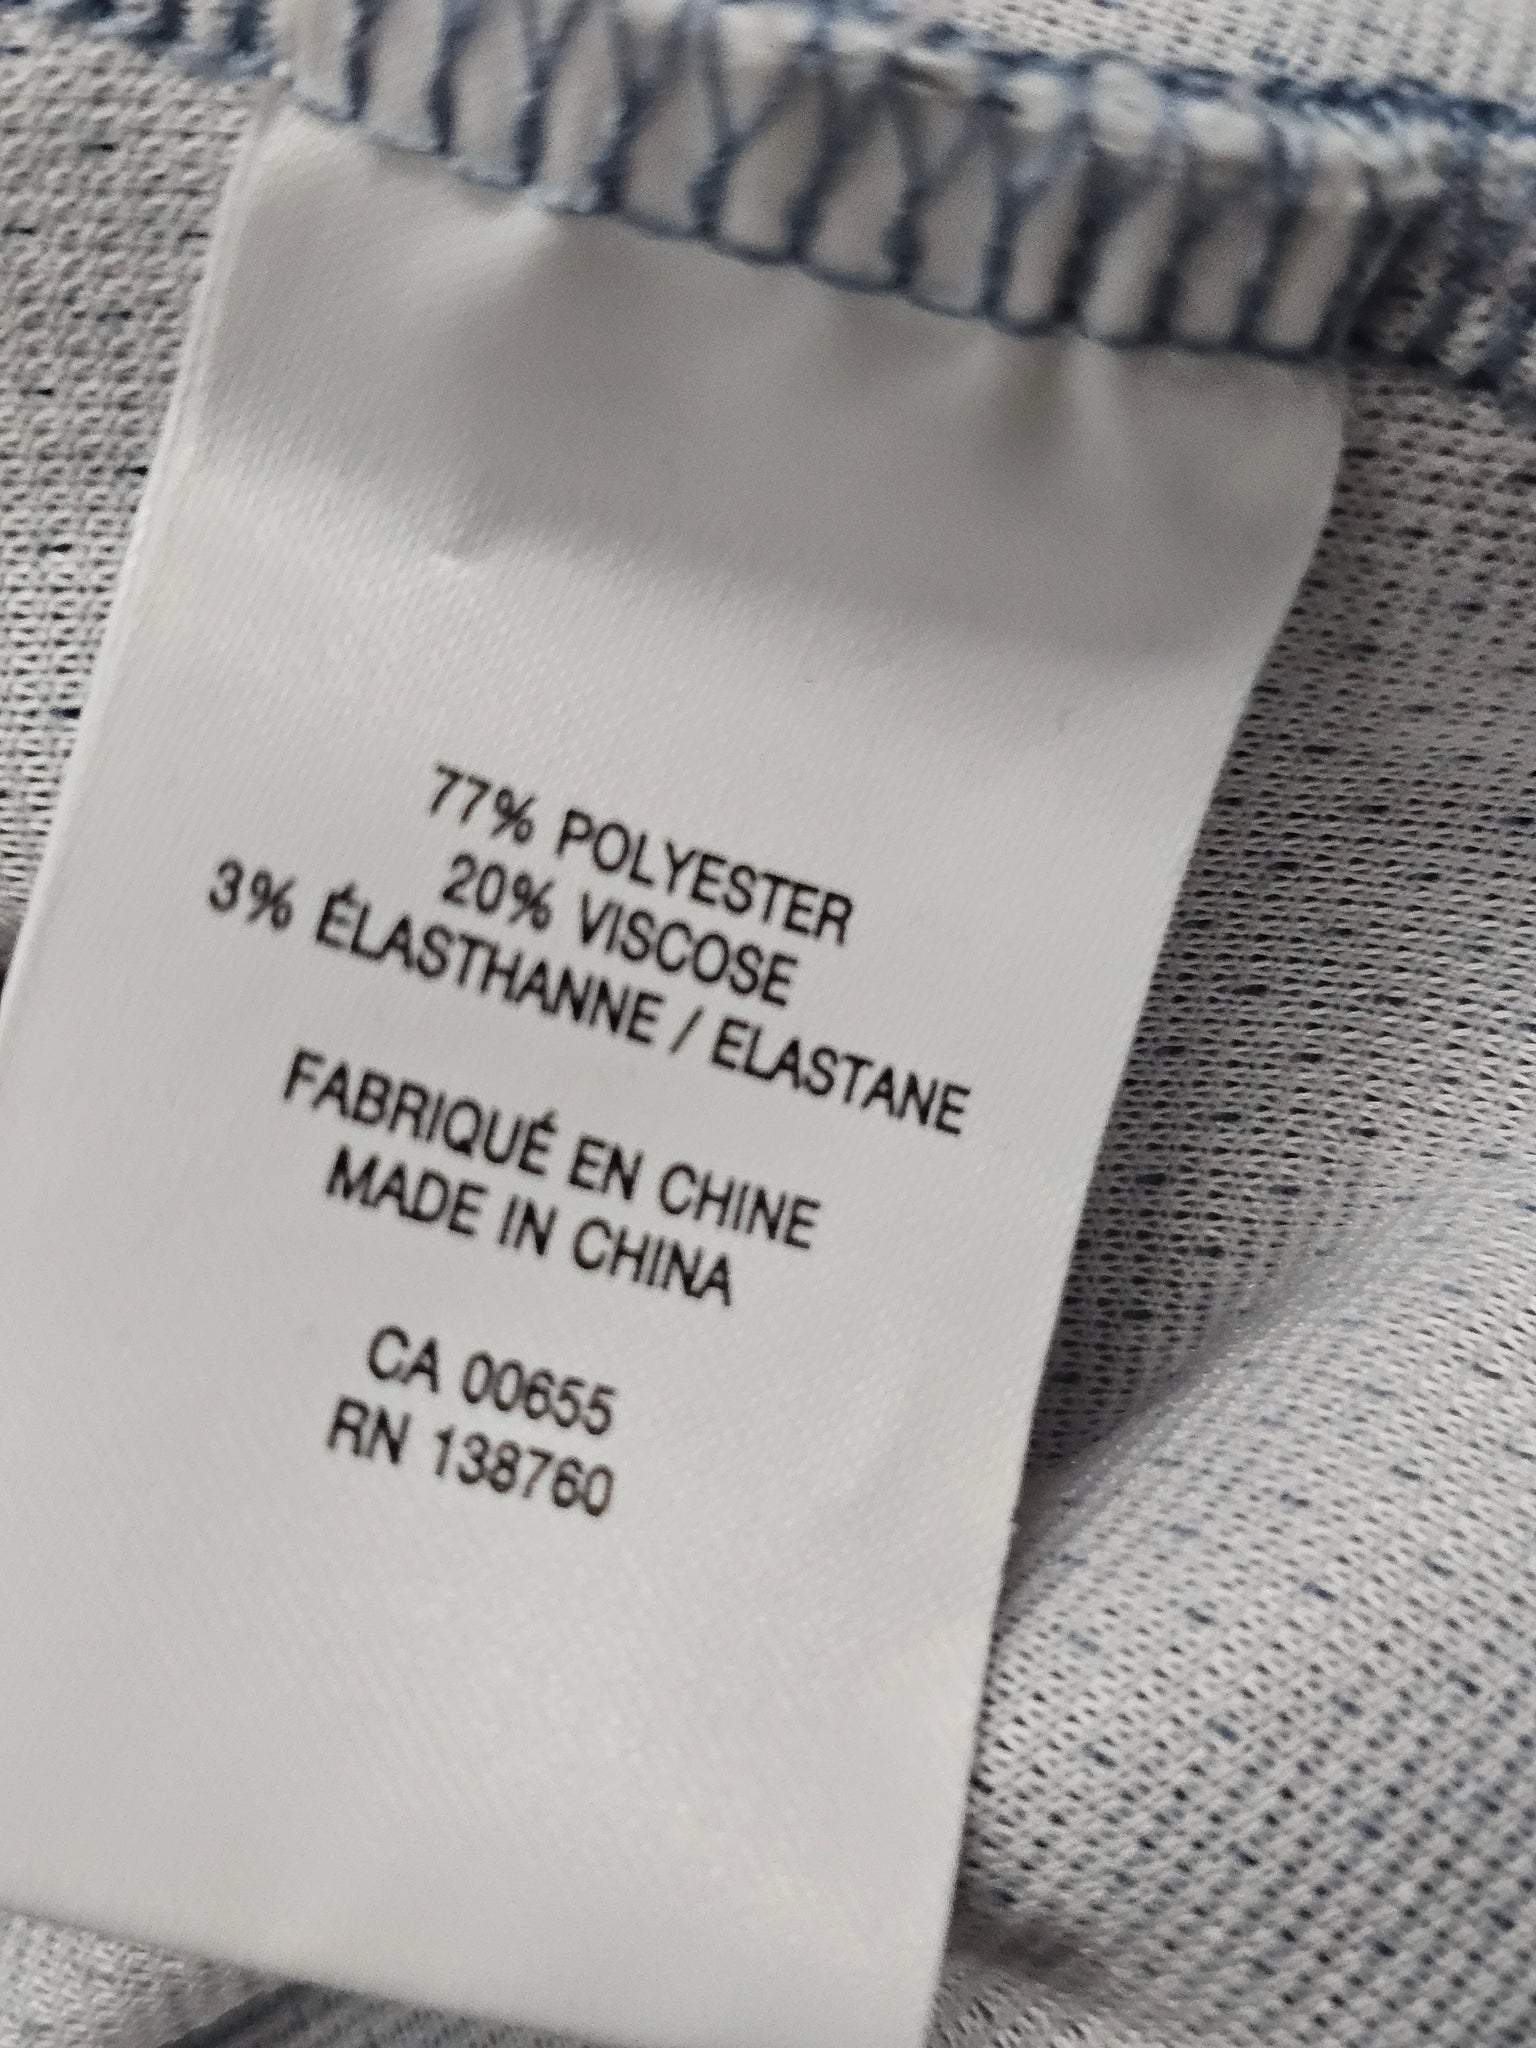 77% POLYESTER
20% VISCOSE
3% ÉLASTHANNE / ELASTANE
FABRIQUÉ EN CHINE
MADE IN CHINA
CA 00655
RN 138760